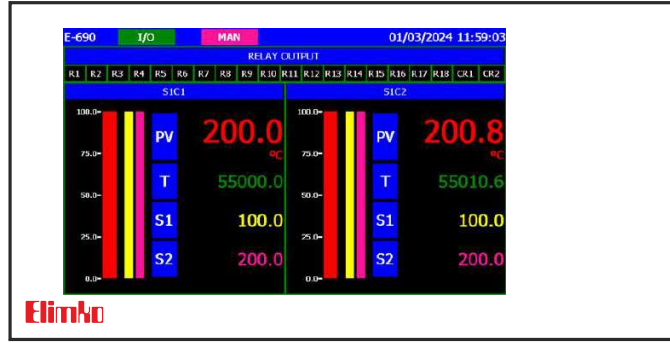 E-690 I/O MAN 01/03/2024 11:59:03
RELAY OUTPUT
R1 R2 R3 R4 R5 R6 R7 R8 R9 R10 R11 R12 R13 R14 R15 R16 R17 R18 CR1 CR2
S1C1
100.0
75.0
50.0
25.0
0.0
PV 200.0
°C
T 55000.0
S1 100.0
S2 200.0
S1C2
100.0
75.0
50.0
25.0
0.0
PV 200.8
°C
T 55010.6
S1 100.0
S2 200.0
Elimko